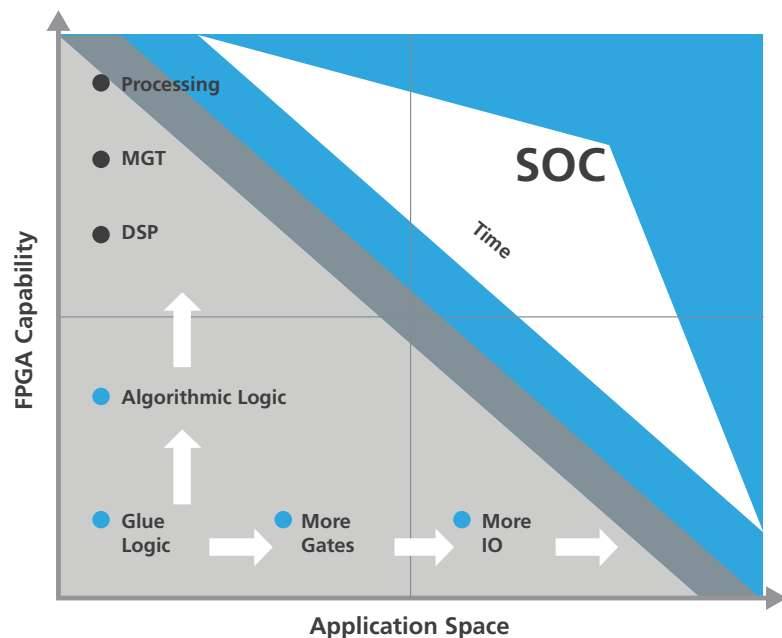 Processing
MGT
SOC
DSP
Time
FPGA Capability
Algorithmic Logic
Glue
Logic
More
Gates
More
IO
Application Space